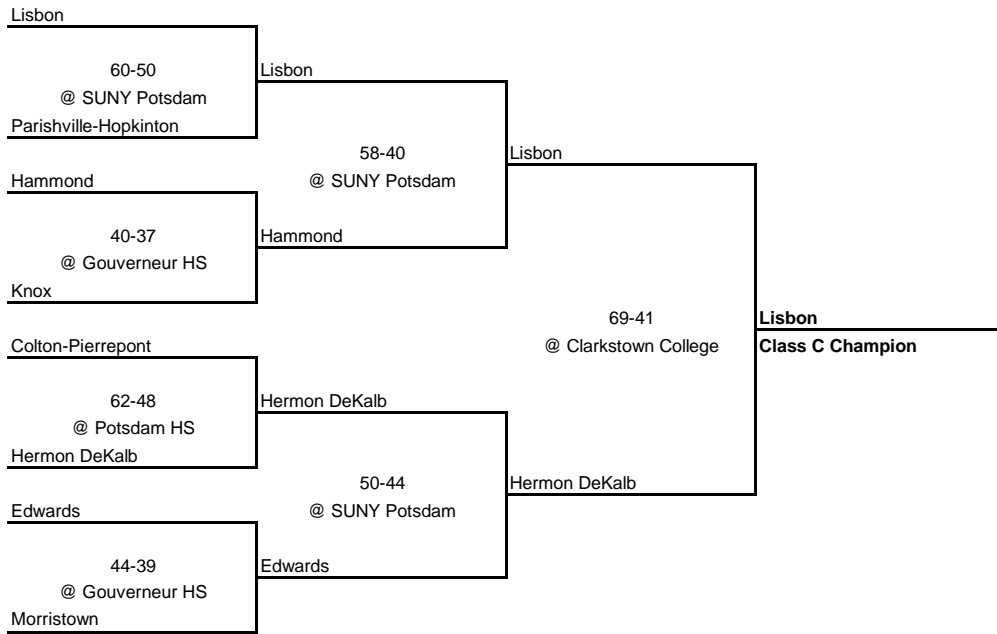 Lisbon
60-50
@ SUNY Potsdam
Parishville-Hopkinton
Hammond
40-37
@ Gouverneur HS
Knox
Colton-Pierrepont
62-48
@ Potsdam HS
Hermon DeKalb
Edwards
44-39
@ Gouverneur HS
Morristown
Lisbon
58-40
@ SUNY Potsdam
Hammond
Hermon DeKalb
50-44
@ SUNY Potsdam
Edwards
Lisbon
69-41
@ Clarkstown College
Hermon DeKalb
Lisbon
Class C Champion